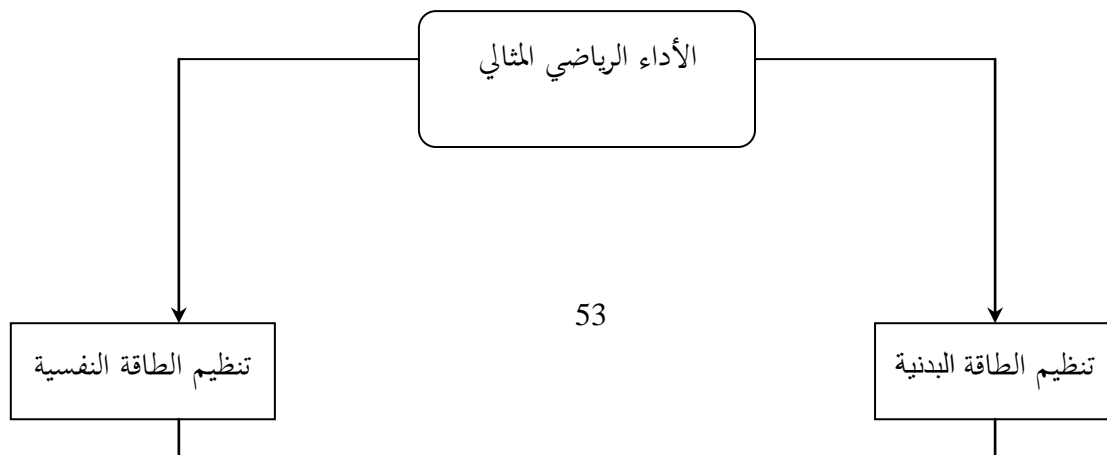 الأداء الرياضي المثالي
53
تنظيم الطاقة البدنية
تنظيم الطاقة النفسية